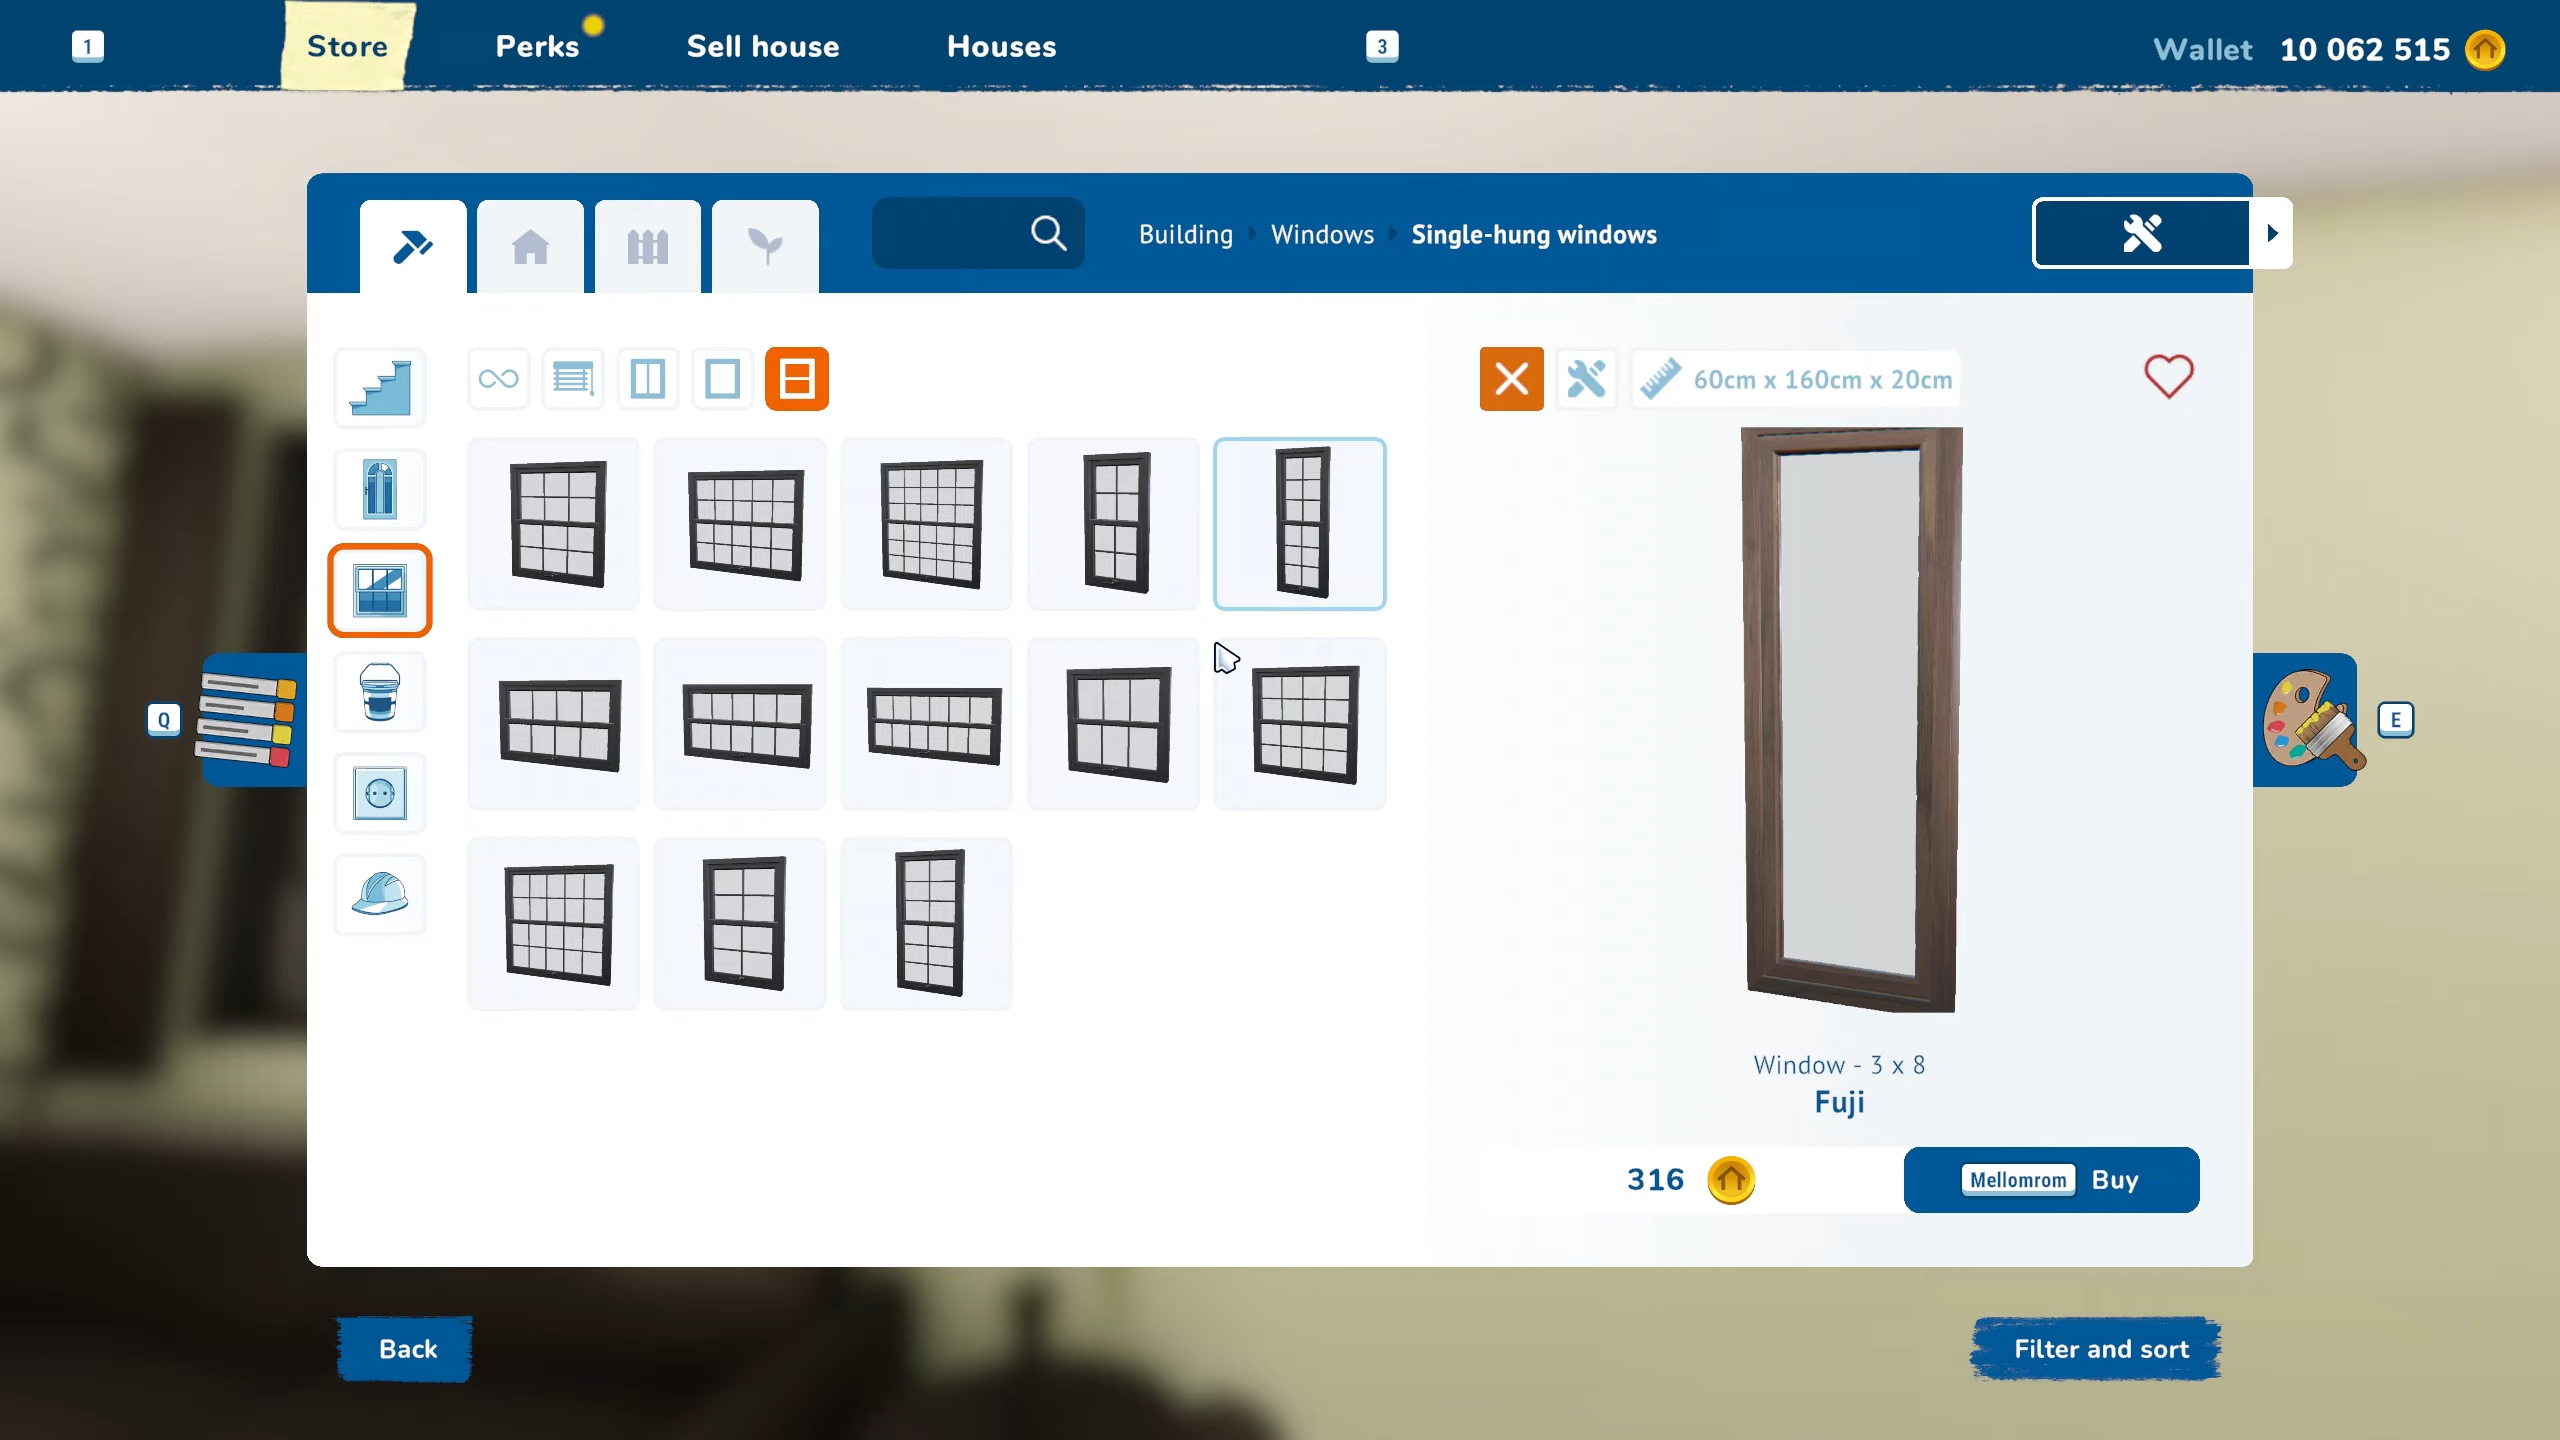 1
Store
Perks
Sell house
Houses
3
Wallet 10 062 515
Building
Windows
Single-hung windows
60cm x 160cm x 20cm
Q
E
Window - 3 x 8
Fuji
316
Mellomrom Buy
Back
Filter and sort